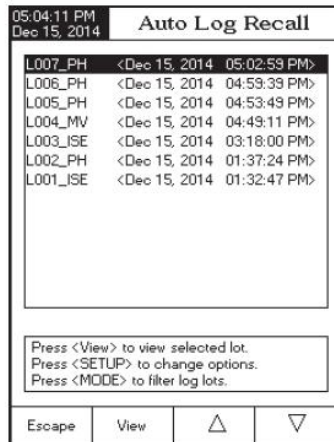 05:04:11 PM
Dec 15, 2014
Auto Log Recall
L007_PH <Dec 15, 2014 05:02:59 PM>
L006_PH <Dec 15, 2014 04:59:39 PM>
L005_PH <Dec 15, 2014 04:53:49 PM>
L004_MV <Dec 15, 2014 04:49:11 PM>
L003_ISE <Dec 15, 2014 03:18:00 PM>
L002_PH <Dec 15, 2014 01:37:24 PM>
L001_ISE <Dec 15, 2014 01:32:47 PM>
Press <View> to view selected lot.
Press <SETUP> to change options.
Press <MODE> to filter log lots.
Escape View △ ▽